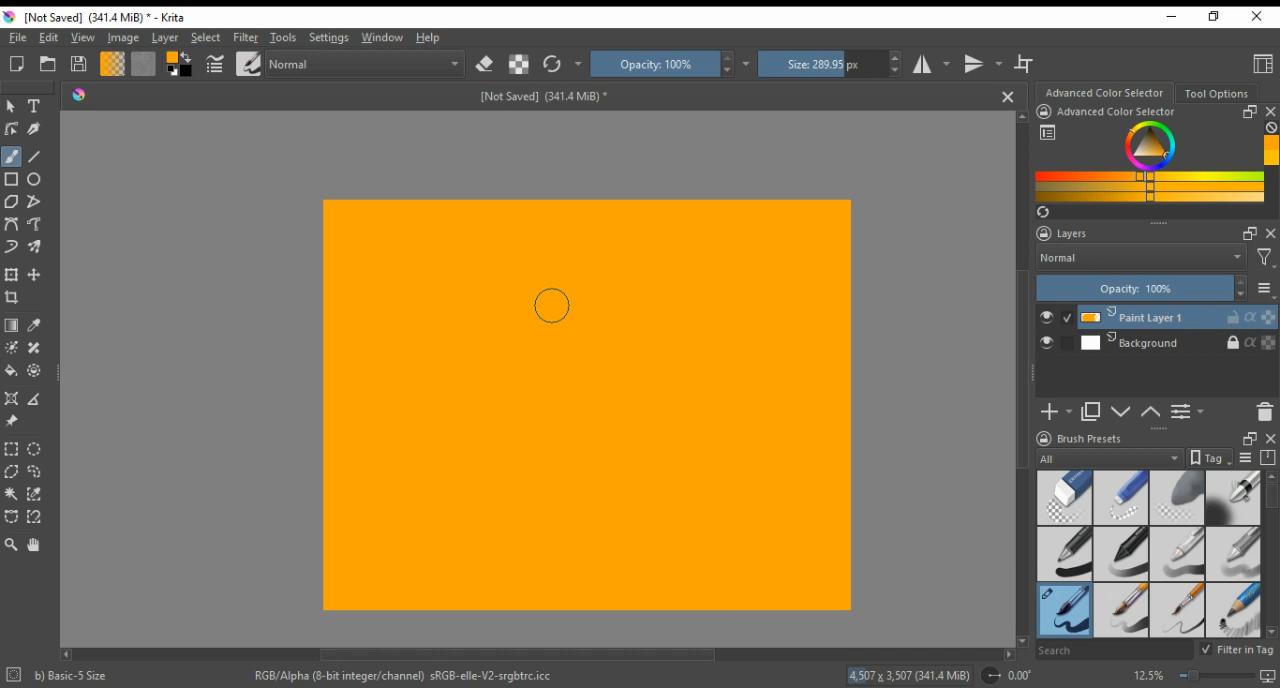 [Not Saved] (341.4 MiB) * - Krita
File Edit View Image Layer Select Filter Tools Settings Window Help
Normal Opacity: 100% Size: 289.95 px
[Not Saved] (341.4 MiB) *
Advanced Color Selector Tool Options
Advanced Color Selector
Layers
Normal
Opacity: 100%
Paint Layer 1
Background
Brush Presets
All Tag
Search Filter in Tag
b) Basic-5 Size RGB/Alpha (8-bit integer/channel) sRGB-elle-V2-srgbtrc.icc 4,507 x 3,507 (341.4 MiB) 0.00° 12.5%